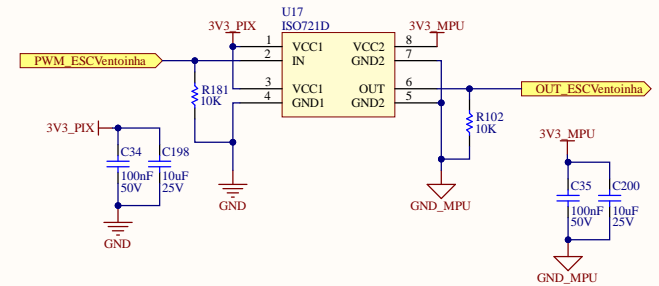 U17
ISO721D
3V3_PIX
3V3_MPU
1
VCC1
VCC2
8
PWM_ESCVentoinha
2
IN
GND2
7
3
VCC1
OUT
6
OUT_ESCVentoinha
4
GND1
GND2
5
R181
10K
R102
10K
3V3_PIX
3V3_MPU
C34
100nF
50V
C198
10uF
25V
GND
GND_MPU
C35
100nF
50V
C200
10uF
25V
GND
GND_MPU